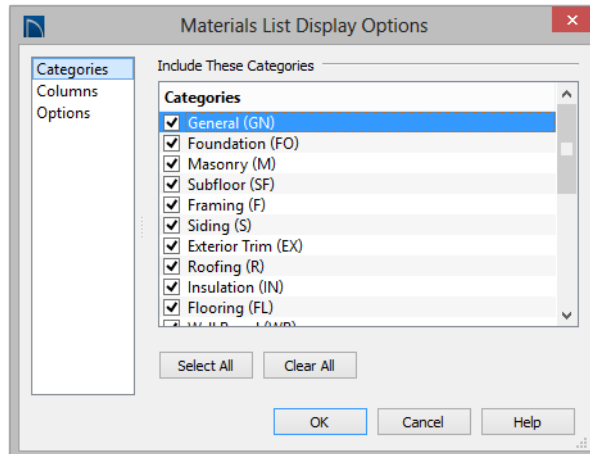 Materials List Display Options
Categories
Columns
Options
Include These Categories
Categories
General (GN)
Foundation (FO)
Masonry (M)
Subfloor (SF)
Framing (F)
Siding (S)
Exterior Trim (EX)
Roofing (R)
Insulation (IN)
Flooring (FL)
Select All
Clear All
OK
Cancel
Help